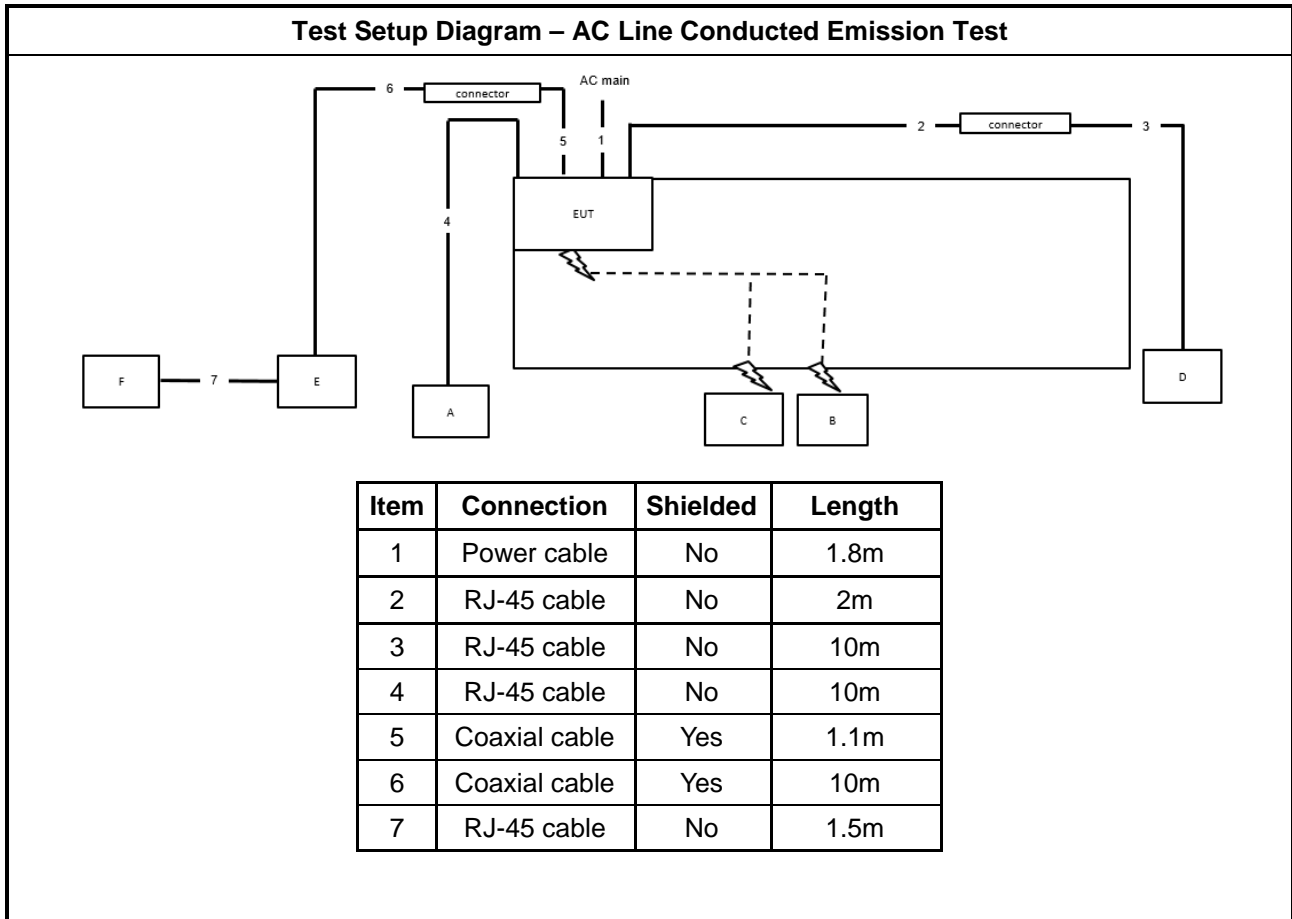 Test Setup Diagram – AC Line Conducted Emission Test
AC main
6
connector
5
1
2
connector
3
4
EUT
F
7
E
A
C
B
D
Item Connection Shielded Length
1 Power cable No 1.8m
2 RJ-45 cable No 2m
3 RJ-45 cable No 10m
4 RJ-45 cable No 10m
5 Coaxial cable Yes 1.1m
6 Coaxial cable Yes 10m
7 RJ-45 cable No 1.5m